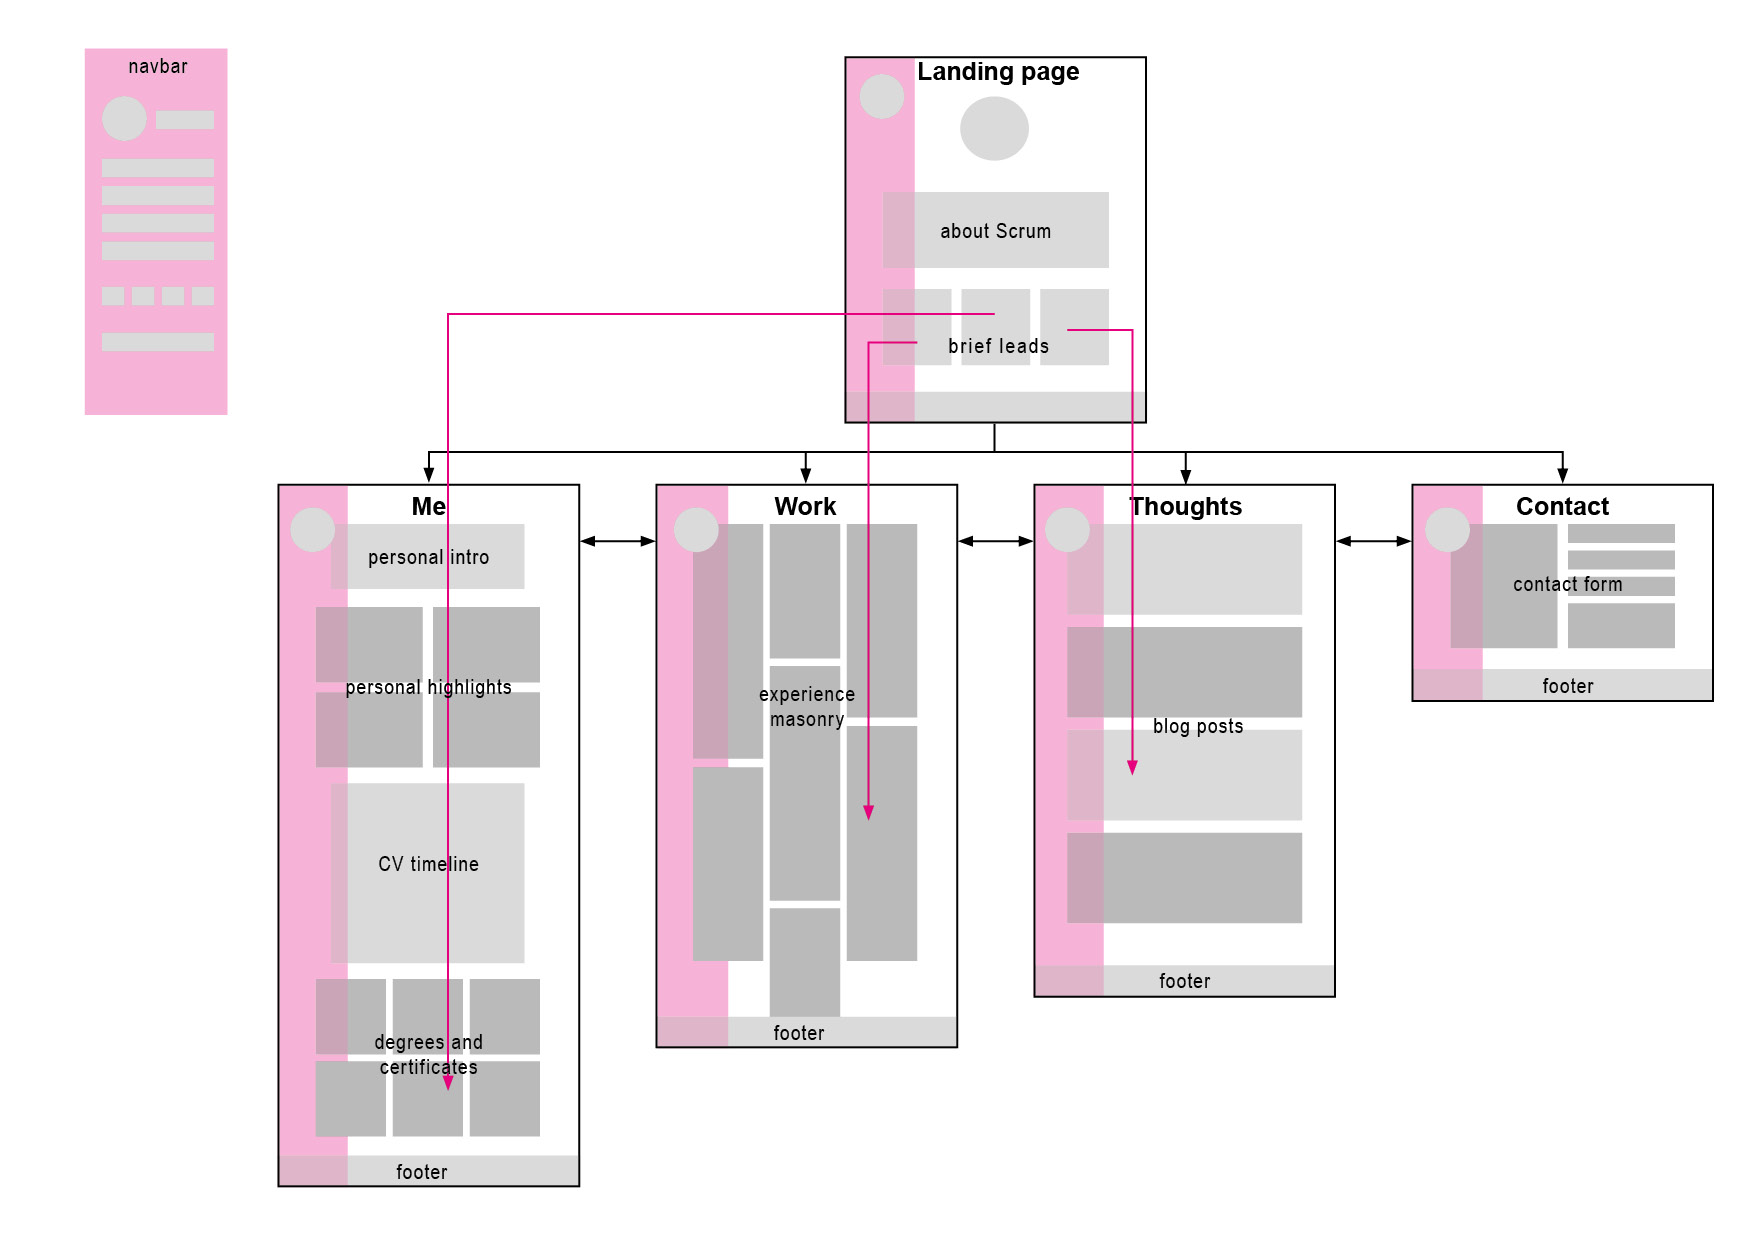 navbar
Landing page
about Scrum
brief leads
Me
personal intro
personal highlights
CV timeline
degrees and
certificates
footer
Work
experience
masonry
footer
Thoughts
blog posts
footer
Contact
contact form
footer